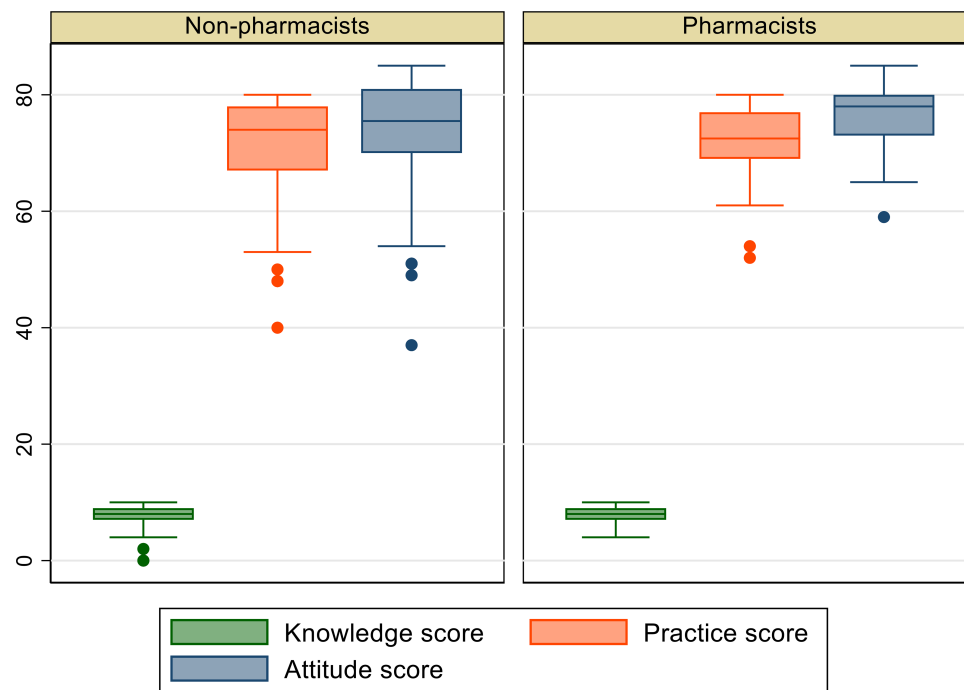 Non-pharmacists
Pharmacists
80
60
40
20
0
Knowledge score
Practice score
Attitude score